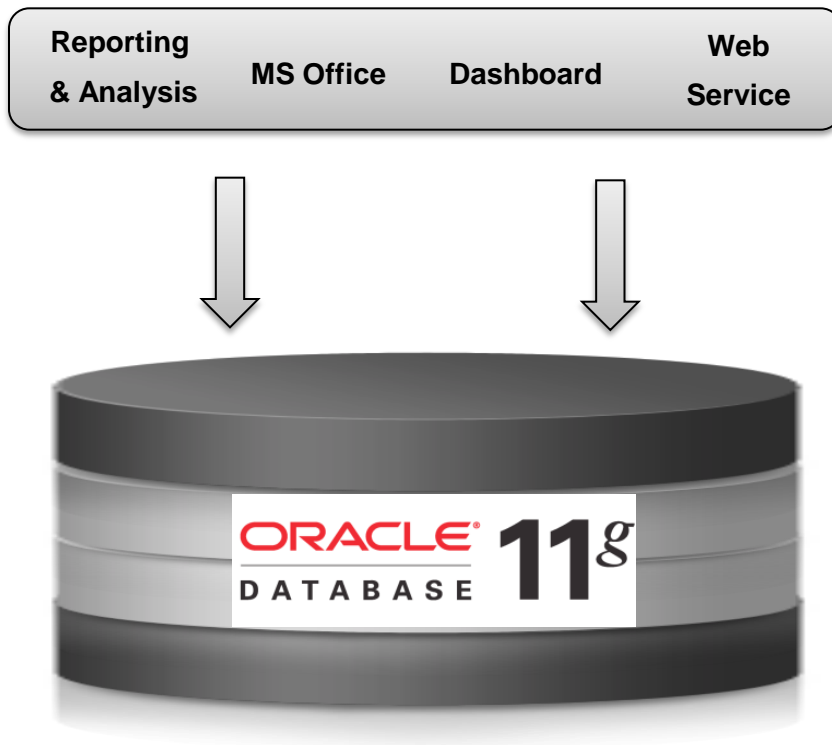 Reporting
& Analysis
MS Office
Dashboard
Web
Service
ORACLE® 11g
DATABASE